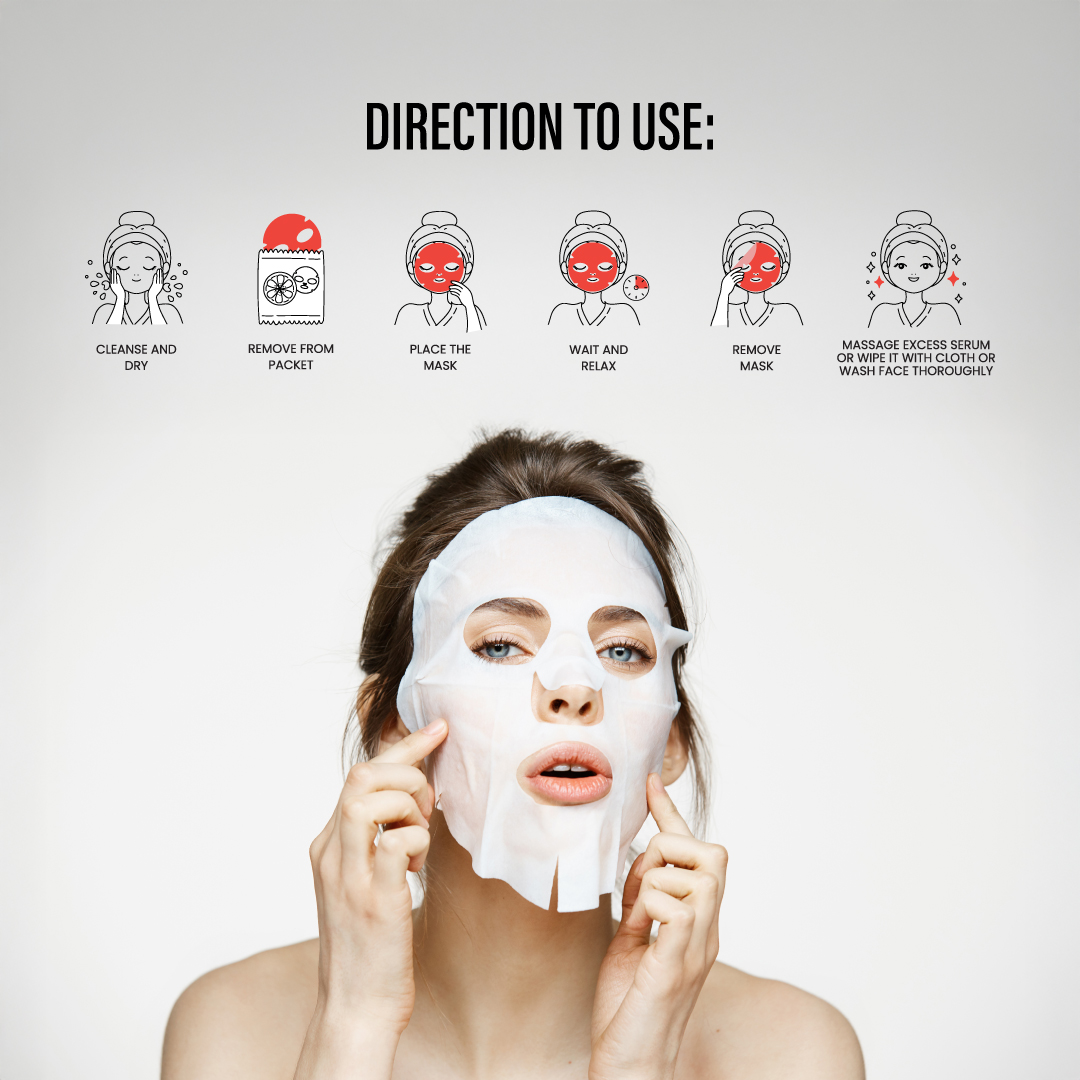 DIRECTION TO USE:
CLEANSE AND
DRY
REMOVE FROM
PACKET
PLACE THE
MASK
WAIT AND
RELAX
REMOVE
MASK
MASSAGE EXCESS SERUM
OR WIPE IT WITH CLOTH OR
WASH FACE THOROUGHLY